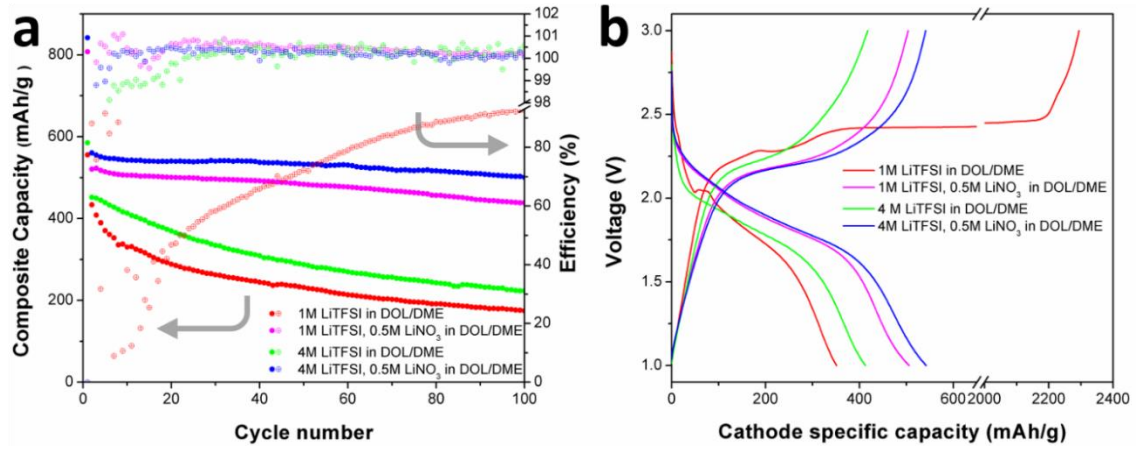 a
Composite Capacity (mAh/g )
800
600
500
400
300
200
0
0
20
40
60
80
100
Cycle number
102
101
100
99
98
80
60
40
20
0
Efficiency (%)
1M LiTFSI in DOL/DME
1M LiTFSI, 0.5M LiNO3 in DOL/DME
4M LiTFSI in DOL/DME
4M LiTFSI, 0.5M LiNO3 in DOL/DME
b
Voltage (V)
3.0
2.5
2.0
1.5
1.0
0
200
400
600
2000
2200
2400
Cathode specific capacity (mAh/g)
1M LiTFSI in DOL/DME
1M LiTFSI, 0.5M LiNO3 in DOL/DME
4 M LiTFSI in DOL/DME
4M LiTFSI, 0.5M LiNO3 in DOL/DME